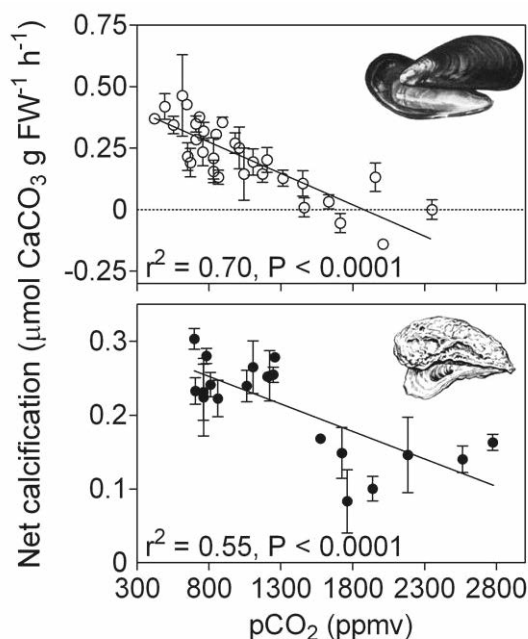 Net calcification (μmol CaCO₃ g FW⁻¹ h⁻¹)
0.75
0.50
0.25
0
-0.25
r² = 0.70, P < 0.0001
0.3
0.2
0.1
0
r² = 0.55, P < 0.0001
300 800 1300 1800 2300 2800
pCO₂ (ppmv)